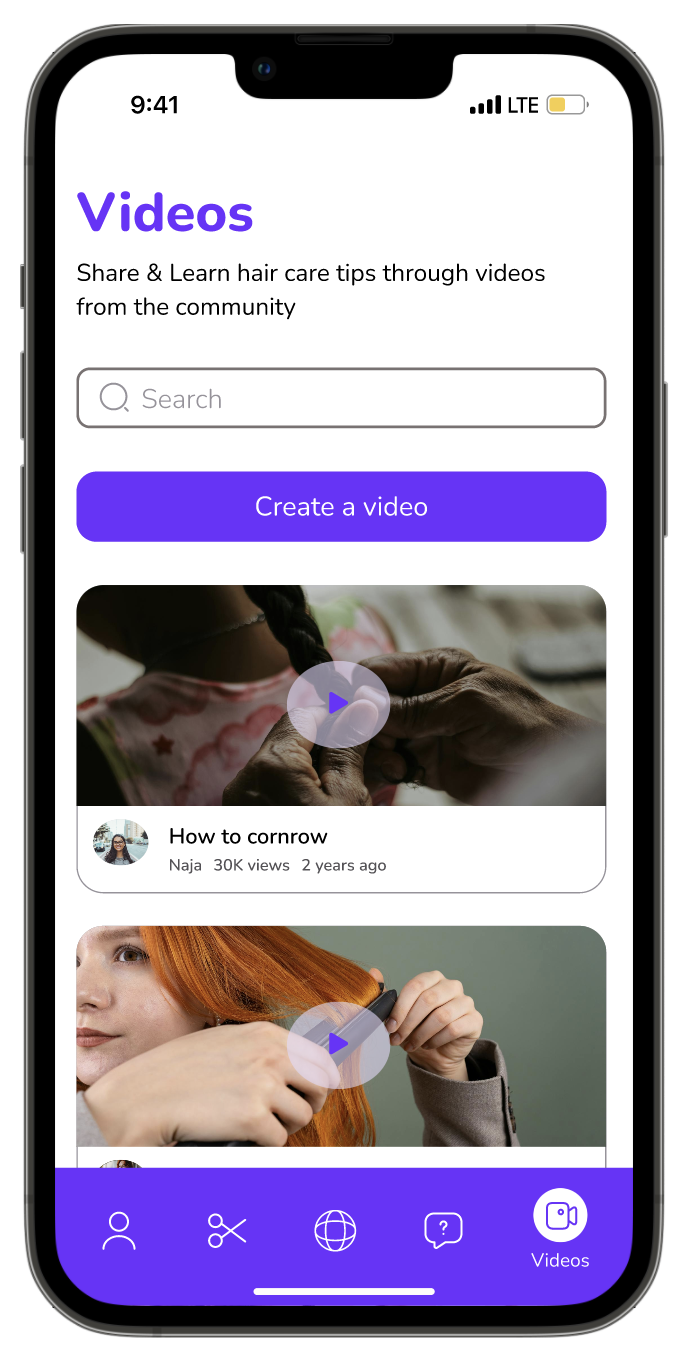 9:41
LTE
Videos
Share & Learn hair care tips through videos
from the community
Search
Create a video
How to cornrow
Naja 30K views 2 years ago
?
Videos